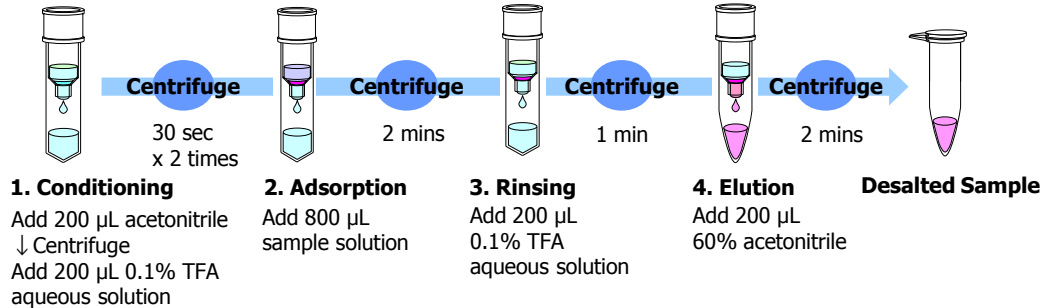 Centrifuge
Centrifuge
Centrifuge
Centrifuge
30 sec
x 2 times
2 mins
1 min
2 mins
1. Conditioning
Add 200 µL acetonitrile
↓Centrifuge
Add 200 µL 0.1% TFA
aqueous solution
2. Adsorption
Add 800 µL
sample solution
3. Rinsing
Add 200 µL
0.1% TFA
aqueous solution
4. Elution
Add 200 µL
60% acetonitrile
Desalted Sample